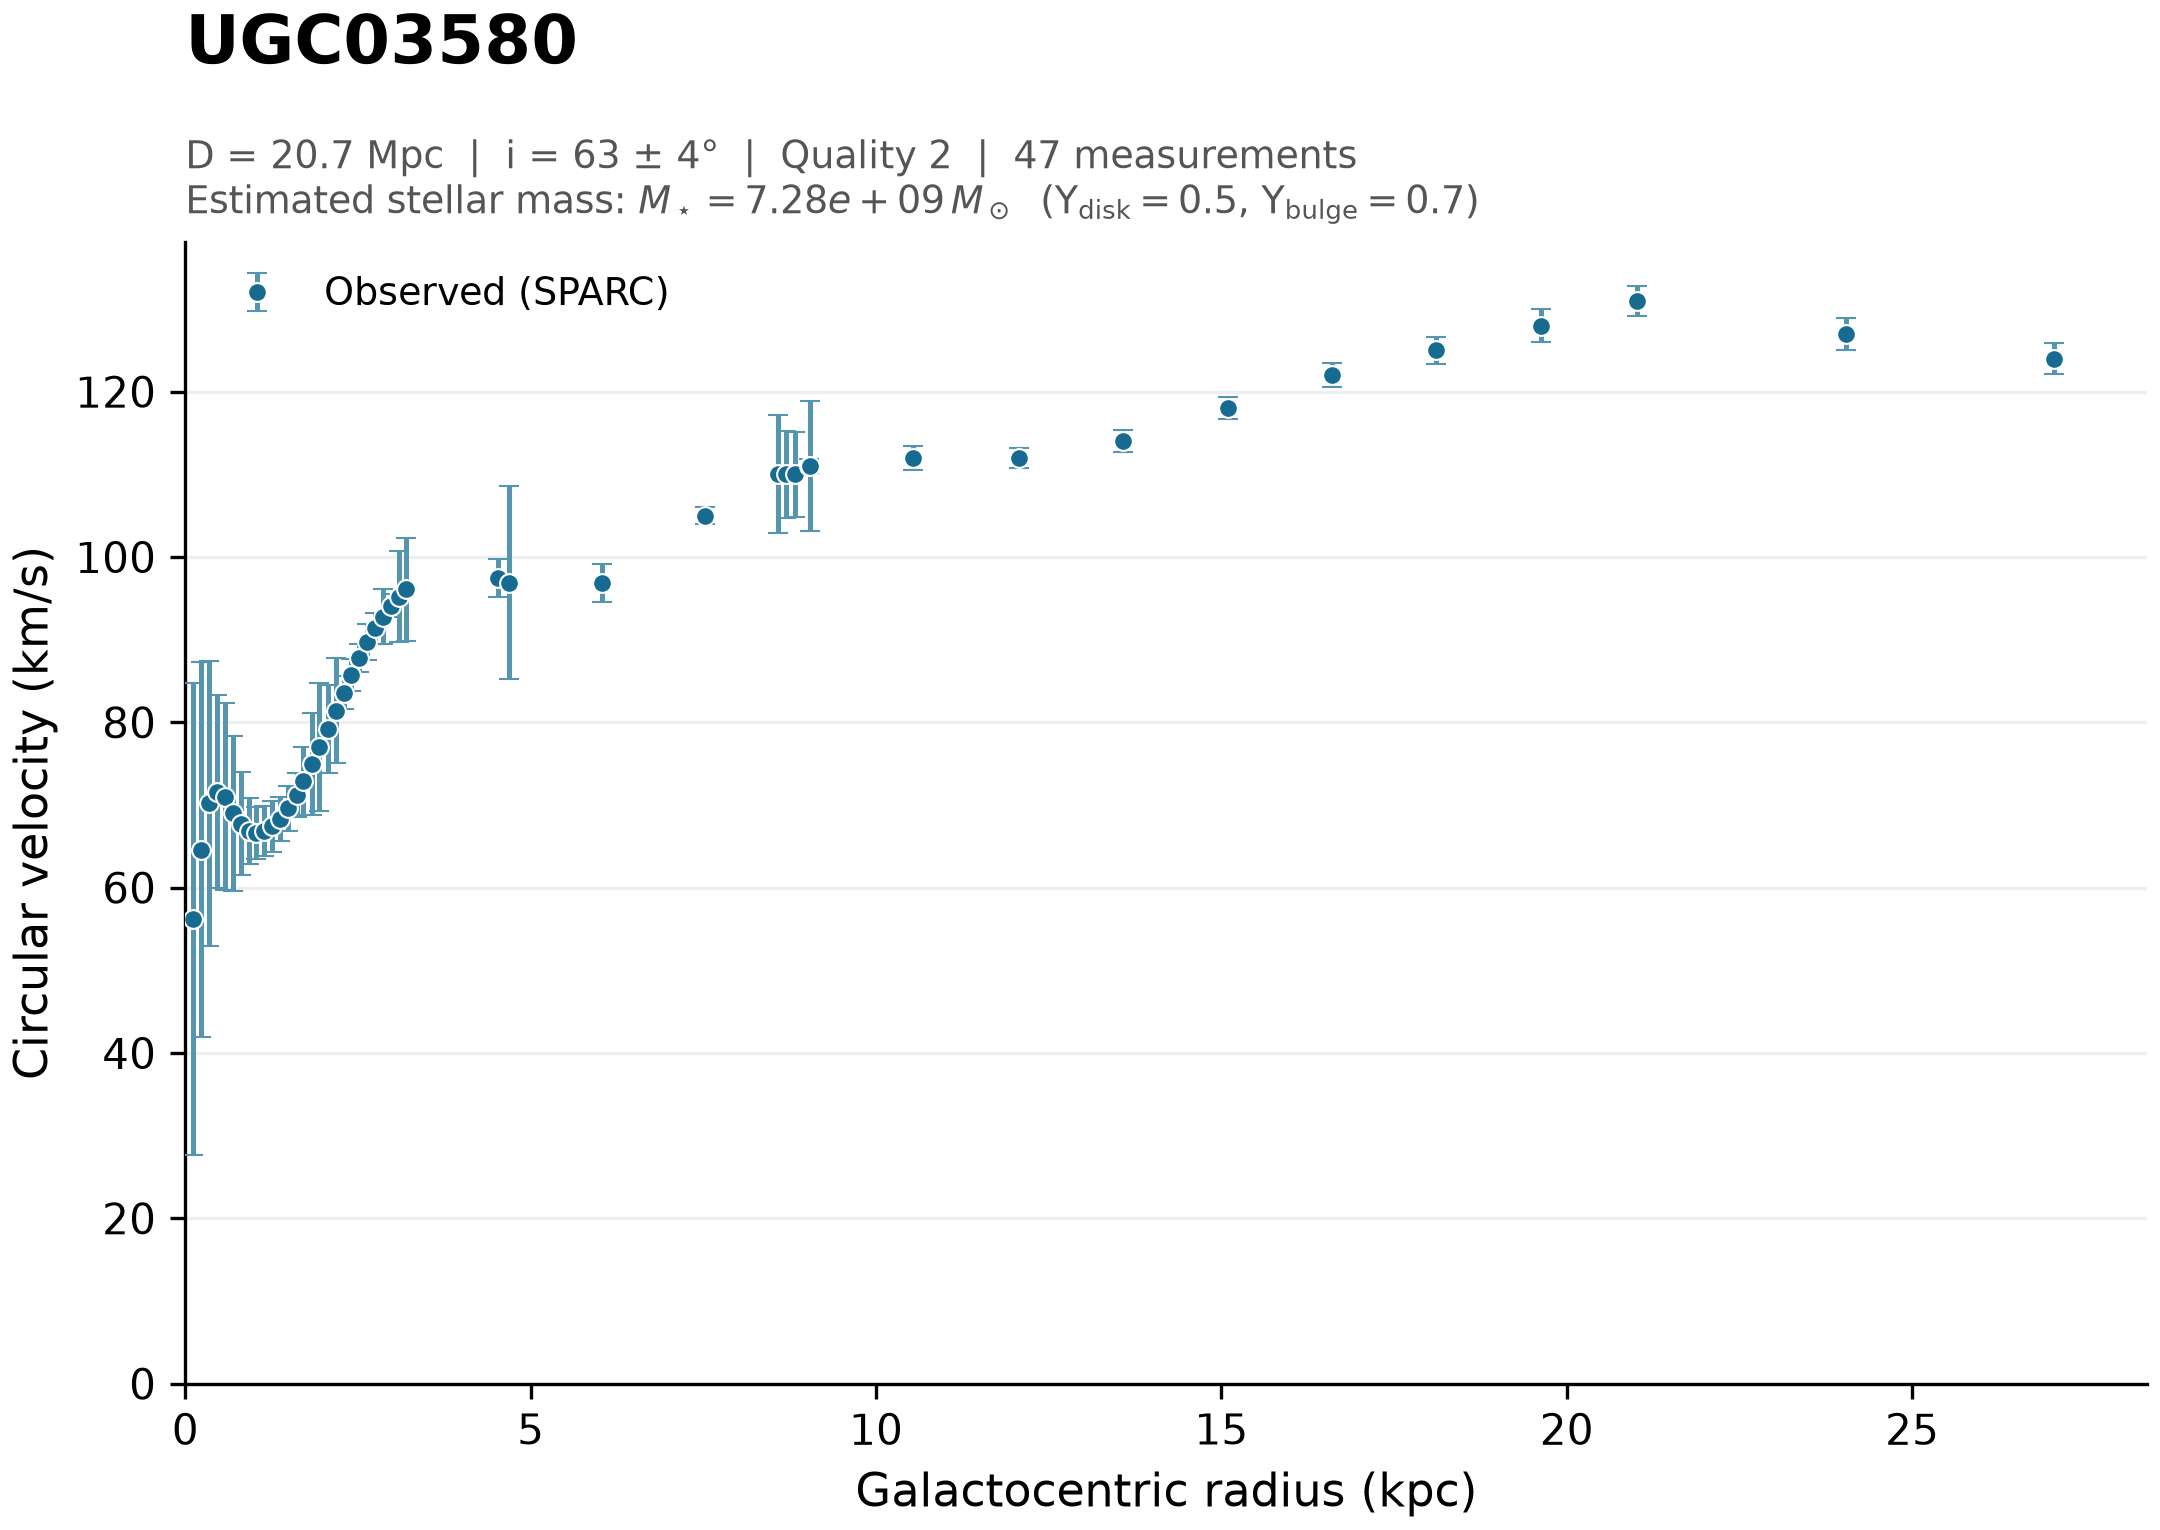 UGC03580
D = 20.7 Mpc | i = 63 ± 4° | Quality 2 | 47 measurements
Estimated stellar mass: M⋆ = 7.28e + 09 M⊙ (Υdisk = 0.5, Υbulge = 0.7)
Observed (SPARC)
Circular velocity (km/s)
120
100
80
60
40
20
0
0 5 10 15 20 25
Galactocentric radius (kpc)